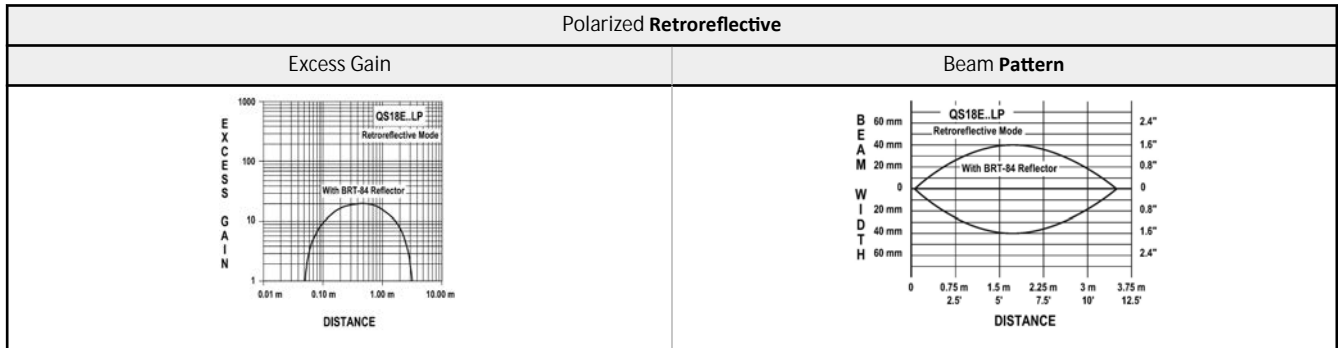 Polarized Retroreflective
Excess Gain
Beam Pattern
1000
100
10
1
EXCESS GAIN
QS18E..LP
Retroreflective Mode
With BRT-84 Reflector
0.01 m 0.10 m 1.00 m 10.00 m
DISTANCE
BEAM WIDTH
60 mm
40 mm
20 mm
0
20 mm
40 mm
60 mm
QS18E..LP
Retroreflective Mode
With BRT-84 Reflector
2.4"
1.6"
0.8"
0
0.8"
1.6"
2.4"
0 0.75 m 1.5 m 2.25 m 3 m 3.75 m
2.5' 5' 7.5' 10' 12.5'
DISTANCE